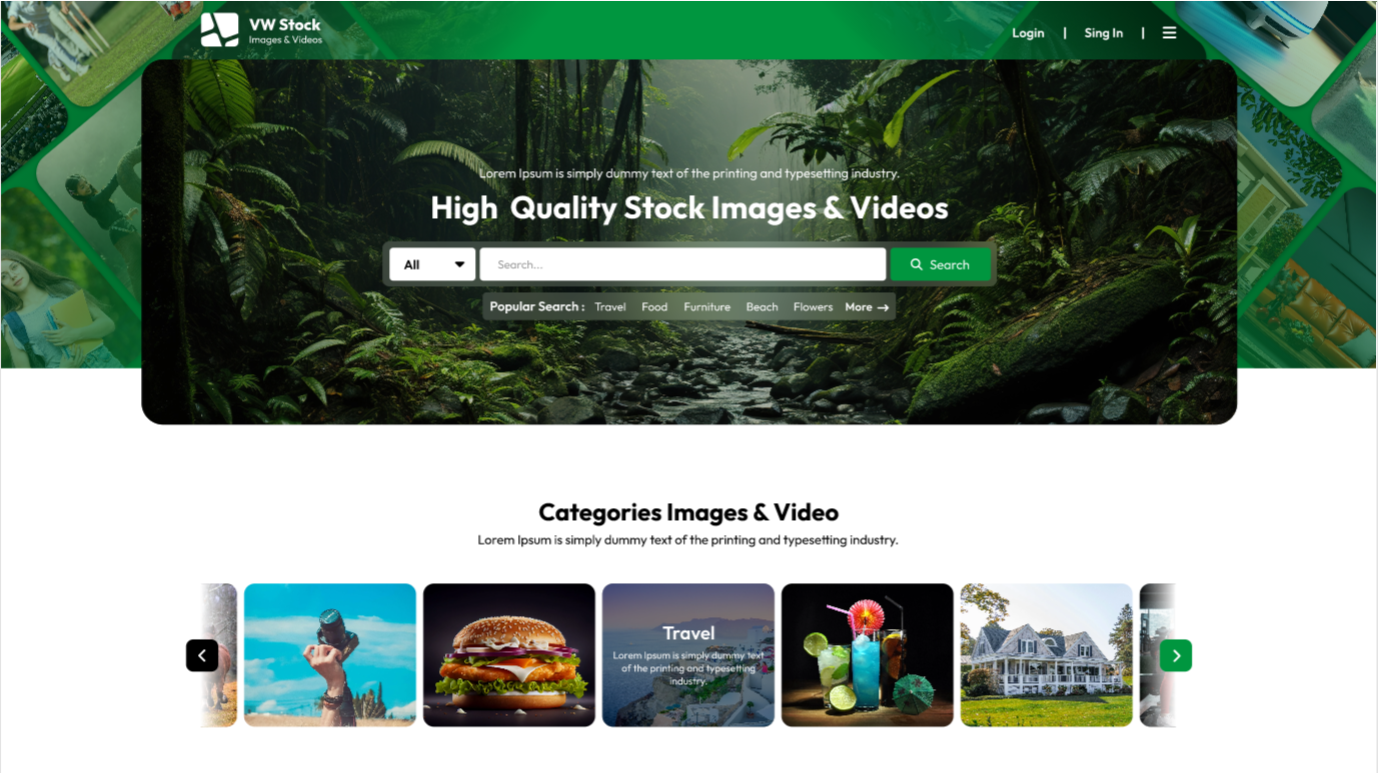 VW Stock
Images & Videos
Login | Sing In |
Lorem Ipsum is simply dummy text of the printing and typesetting industry.
High Quality Stock Images & Videos
All Search... Search
Popular Search : Travel Food Furniture Beach Flowers More →
Categories Images & Video
Lorem Ipsum is simply dummy text of the printing and typesetting industry.
Travel
Lorem Ipsum is simply dummy text
of the printing and typesetting
industry.